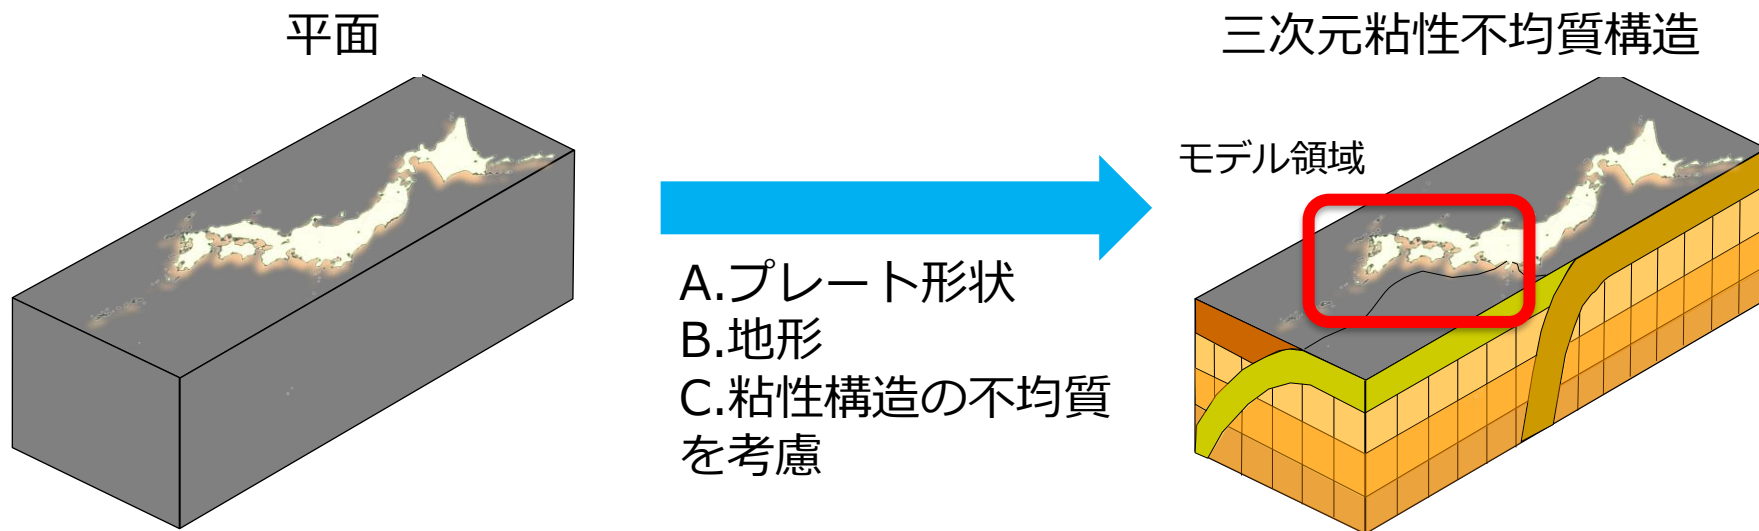 平面
三次元粘性不均質構造
モデル領域
A.プレート形状
B.地形
C.粘性構造の不均質
を考慮